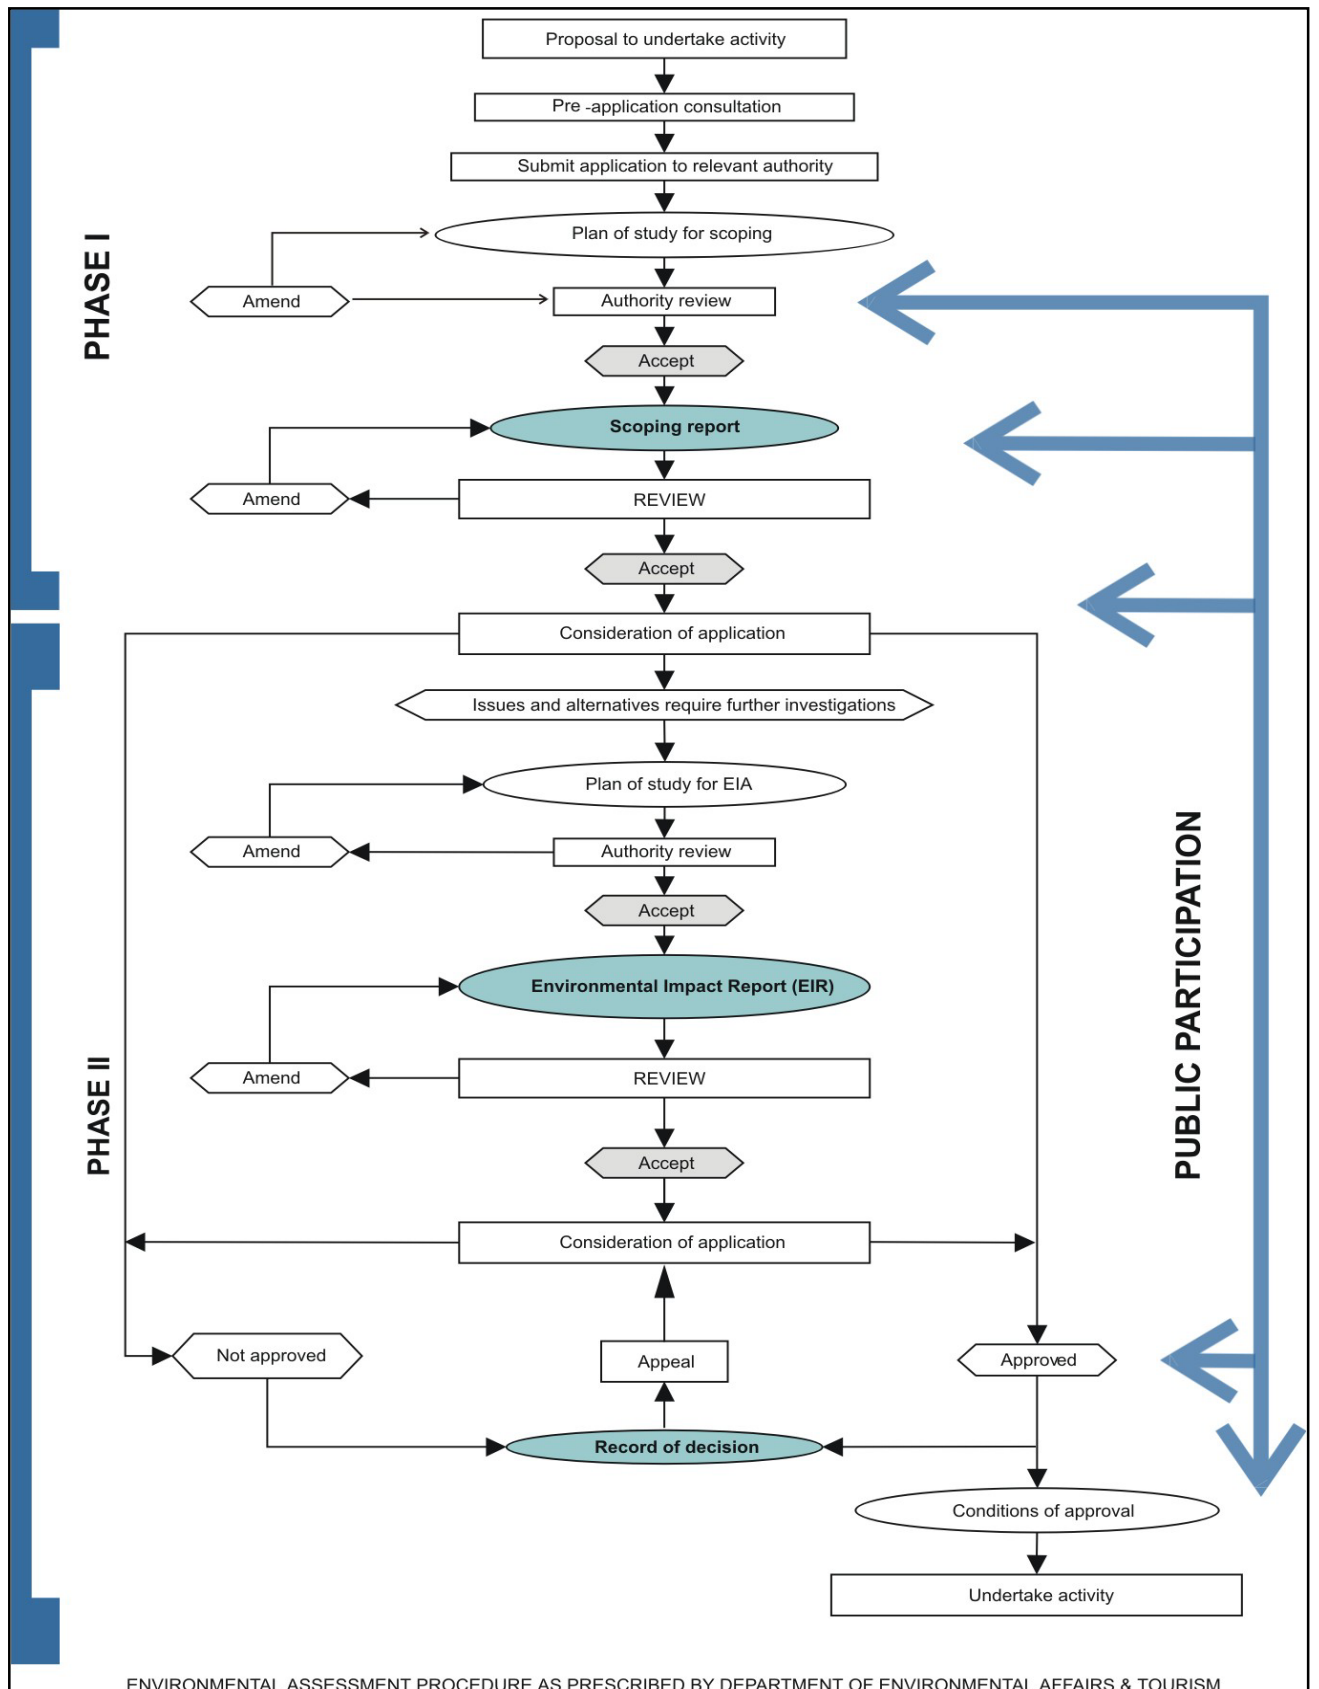 Proposal to undertake activity
Pre -application consultation
Submit application to relevant authority
Plan of study for scoping
Amend
Authority review
Accept
Scoping report
Amend
REVIEW
Accept
PHASE I
Consideration of application
Issues and alternatives require further investigations
Plan of study for EIA
Amend
Authority review
Accept
Environmental Impact Report (EIR)
Amend
REVIEW
Accept
Consideration of application
Not approved
Appeal
Approved
Record of decision
Conditions of approval
Undertake activity
PHASE II
PUBLIC PARTICIPATION
ENVIRONMENTAL ASSESSMENT PROCEDURE AS PRESCRIBED BY DEPARTMENT OF ENVIRONMENTAL AFFAIRS & TOURISM